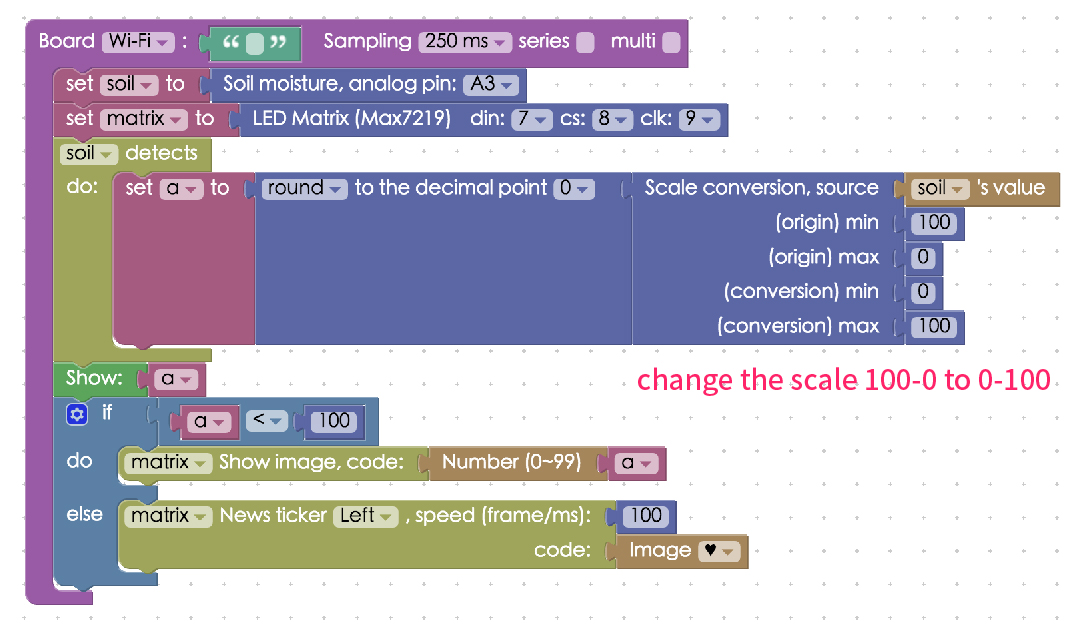 Board Wi-Fi : “ ” Sampling 250 ms series multi
set soil to Soil moisture, analog pin: A3
set matrix to LED Matrix (Max7219) din: 7 cs: 8 clk: 9
soil detects
do: set a to round to the decimal point 0 Scale conversion, source soil 's value
(origin) min 100
(origin) max 0
(conversion) min 0
(conversion) max 100
Show: a
change the scale 100-0 to 0-100
if a < 100
do matrix Show image, code: Number (0~99) a
else matrix News ticker Left , speed (frame/ms): 100
code: Image ♥